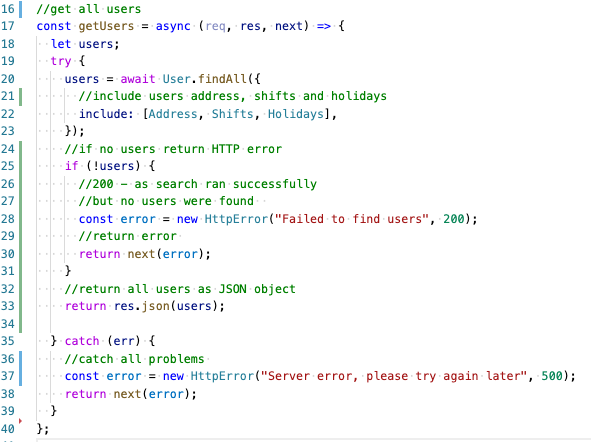 16 //get all users
17 const getUsers = async (req, res, next) => {
18   let users;
19   try {
20     users = await User.findAll({
21       //include users address, shifts and holidays
22       include: [Address, Shifts, Holidays],
23     });
24     //if no users return HTTP error
25     if (!users) {
26       //200 - as search ran successfully
27       //but no users were found
28       const error = new HttpError("Failed to find users", 200);
29       //return error
30       return next(error);
31     }
32     //return all users as JSON object
33     return res.json(users);
34
35   } catch (err) {
36     //catch all problems
37     const error = new HttpError("Server error, please try again later", 500);
38     return next(error);
39   }
40 };